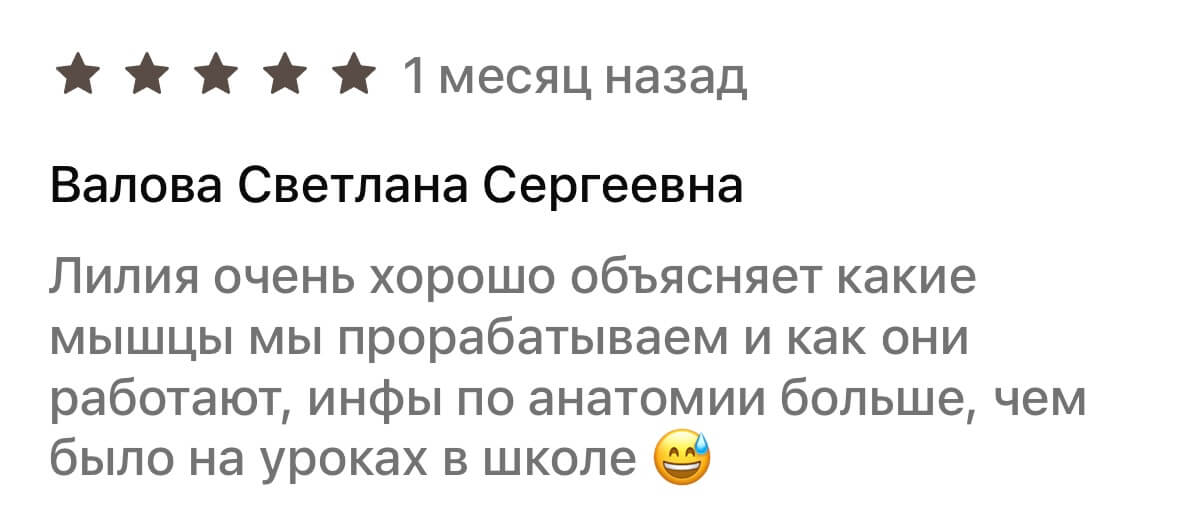 ★ ★ ★ ★ ★ 1 месяц назад
Валова Светлана Сергеевна
Лилия очень хорошо объясняет какие
мышцы мы прорабатываем и как они
работают, инфы по анатомии больше, чем
было на уроках в школе 😅